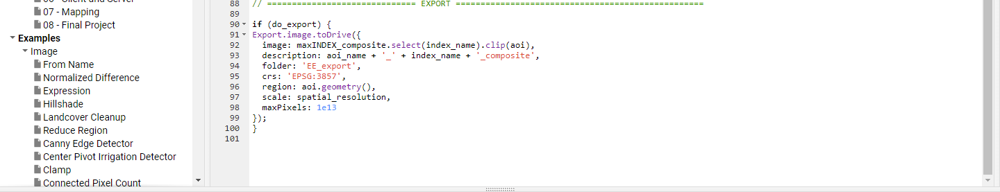 06 - Client and Server
07 - Mapping
08 - Final Project
Examples
Image
From Name
Normalized Difference
Expression
Hillshade
Landcover Cleanup
Reduce Region
Canny Edge Detector
Center Pivot Irrigation Detector
Clamp
Connected Pixel Count
88 // ============================== EXPORT ==================================================
89
90 if (do_export) {
91 Export.image.toDrive({
92   image: maxINDEX_composite.select(index_name).clip(aoi),
93   description: aoi_name + '_' + index_name + '_composite',
94   folder: 'EE_export',
95   crs: 'EPSG:3857',
96   region: aoi.geometry(),
97   scale: spatial_resolution,
98   maxPixels: 1e13
99 });
100 }
101